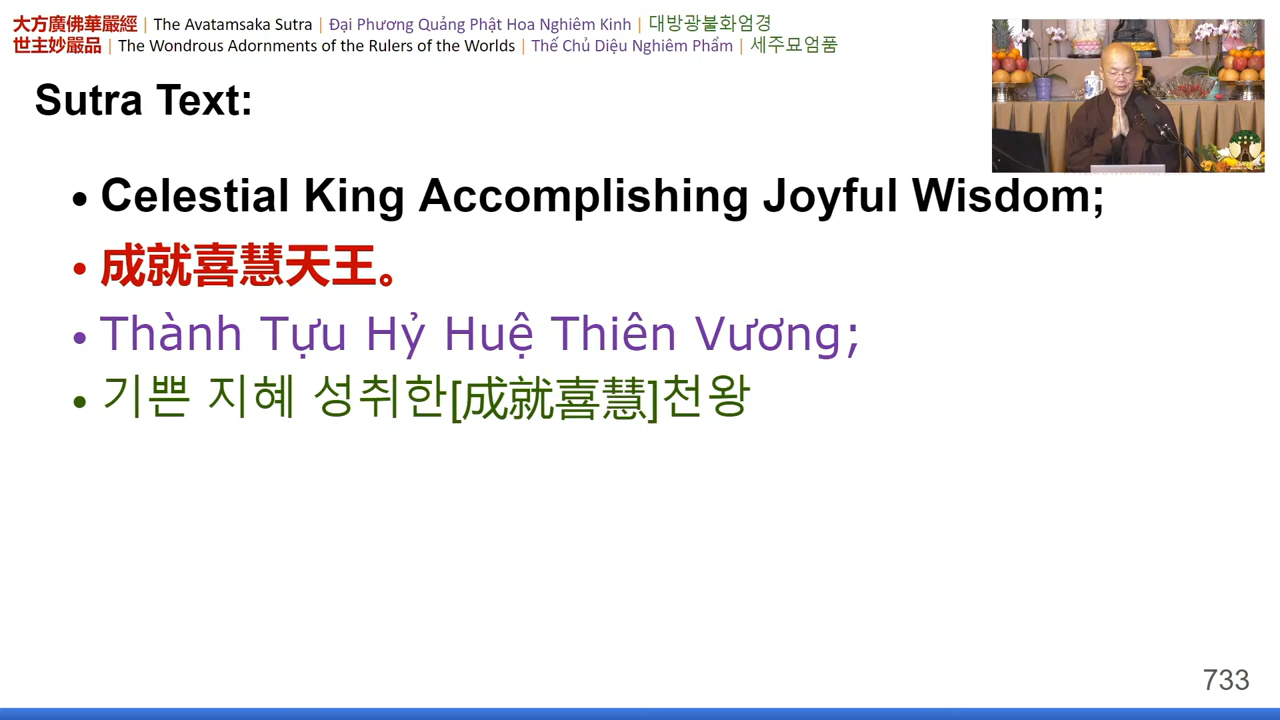 大方廣佛華嚴經 | The Avatamsaka Sutra | Đại Phương Quảng Phật Hoa Nghiêm Kinh | 대방광불화엄경
世主妙嚴品 | The Wondrous Adornments of the Rulers of the Worlds | Thế Chủ Diệu Nghiêm Phẩm | 세주묘엄품
Sutra Text:
• Celestial King Accomplishing Joyful Wisdom;
• 成就喜慧天王。
• Thành Tựu Hỷ Huệ Thiên Vương;
• 기쁜 지혜 성취한[成就喜慧]천왕
733